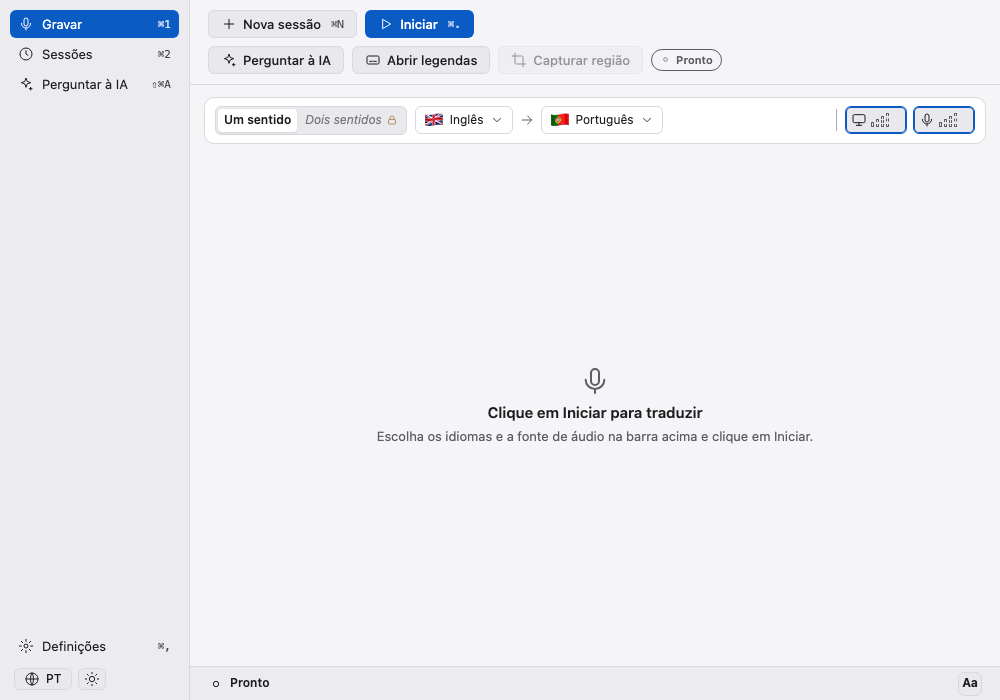 Gravar ⌘1
Sessões ⌘2
Perguntar à IA ⇧⌘A
Nova sessão ⌘N
Iniciar ⌘.
Perguntar à IA
Abrir legendas
Capturar região
Pronto
Um sentido Dois sentidos
Inglês → Português
Clique em Iniciar para traduzir
Escolha os idiomas e a fonte de áudio na barra acima e clique em Iniciar.
Definições ⌘,
PT
Pronto
Aa